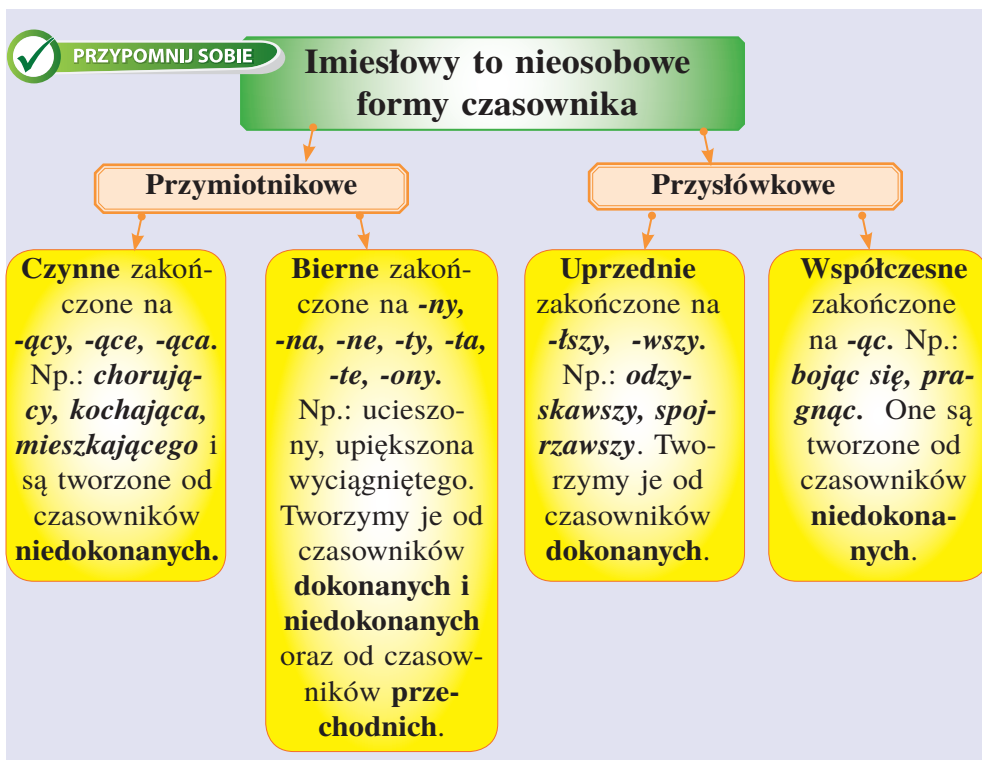 PRZYPOMNIJ SOBIE
Imiesłowy to nieosobowe
formy czasownika
Przymiotnikowe
Przysłówkowe
Czynne zakoń-
czone na
-ący, -ące, -ąca.
Np.: chorują-
cy, kochająca,
mieszkającego i
są tworzone od
czasowników
niedokonanych.
Bierne zakoń-
czone na -ny,
-na, -ne, -ty, -ta,
-te, -ony.
Np.: ucieszo-
ny, upiększona
wyciągniętego.
Tworzymy je od
czasowników
dokonanych i
niedokonanych
oraz od czasow-
ników prze-
chodnich.
Uprzednie
zakończone na
-łszy, -wszy.
Np.: odzy-
skawszy, spoj-
rzawszy. Two-
rzymy je od
czasowników
dokonanych.
Współczesne
zakończone
na -ąc. Np.:
bojąc się, pra-
gnąc. One są
tworzone od
czasowników
niedokona-
nych.